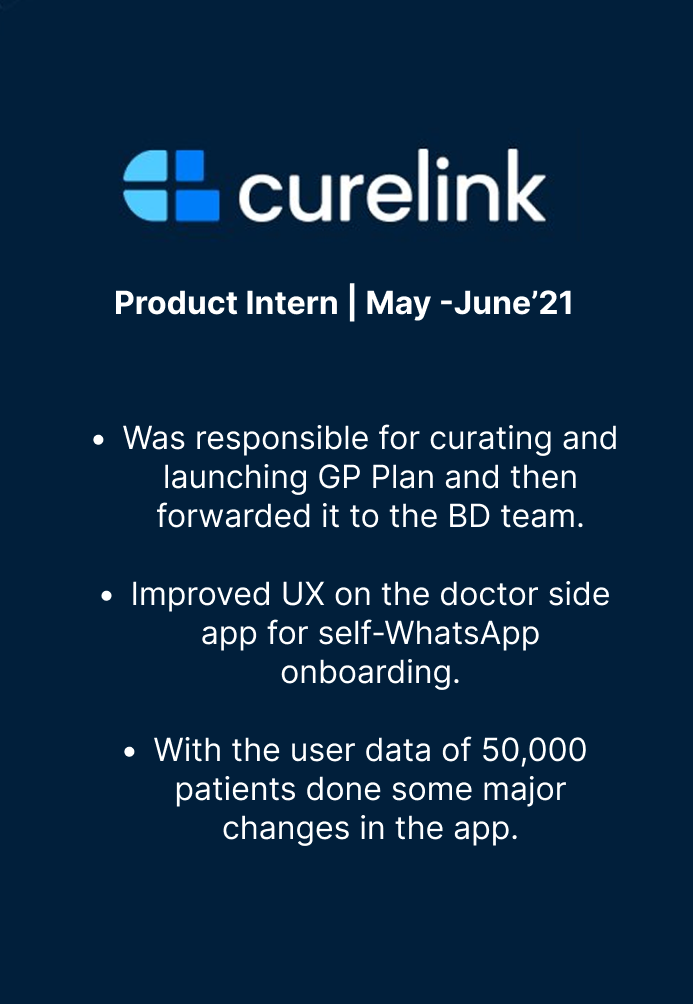 curelink
Product Intern | May -June’21
• Was responsible for curating and
launching GP Plan and then
forwarded it to the BD team.
• Improved UX on the doctor side
app for self-WhatsApp
onboarding.
• With the user data of 50,000
patients done some major
changes in the app.